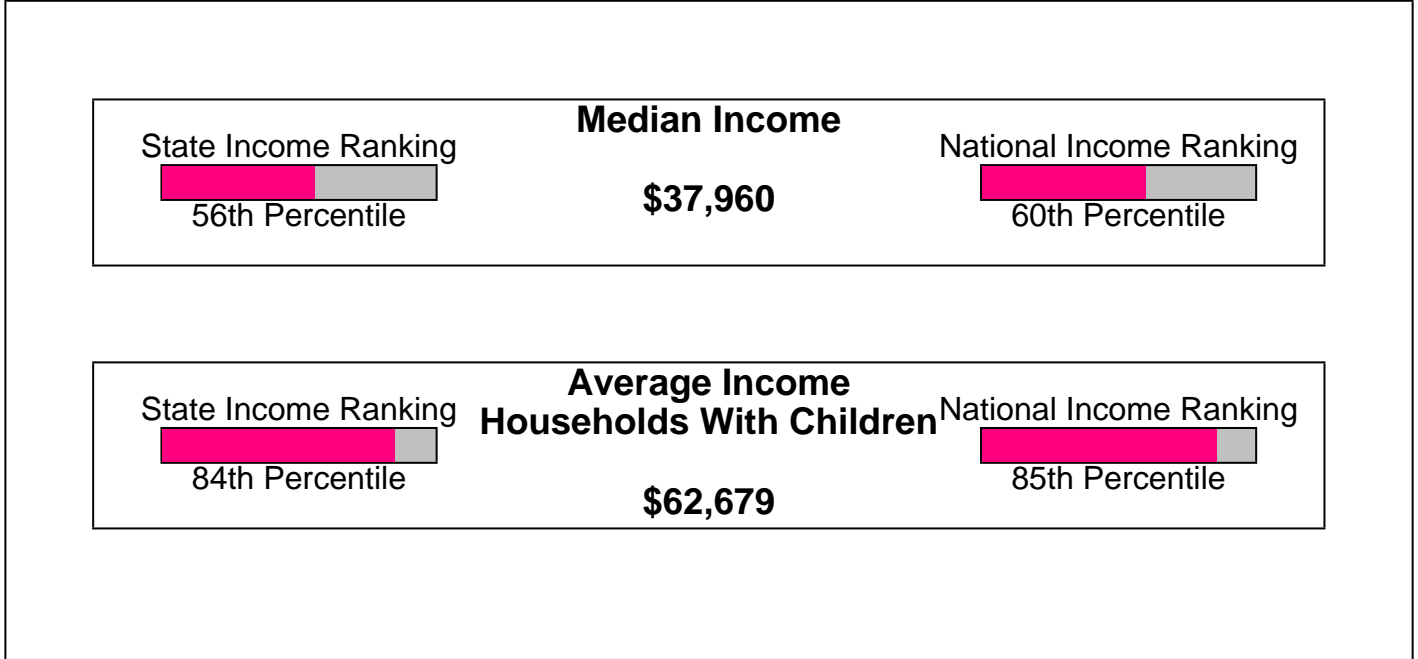 Median Income
State Income Ranking
56th Percentile
$37,960
National Income Ranking
60th Percentile
Average Income
Households With Children
State Income Ranking
84th Percentile
$62,679
National Income Ranking
85th Percentile